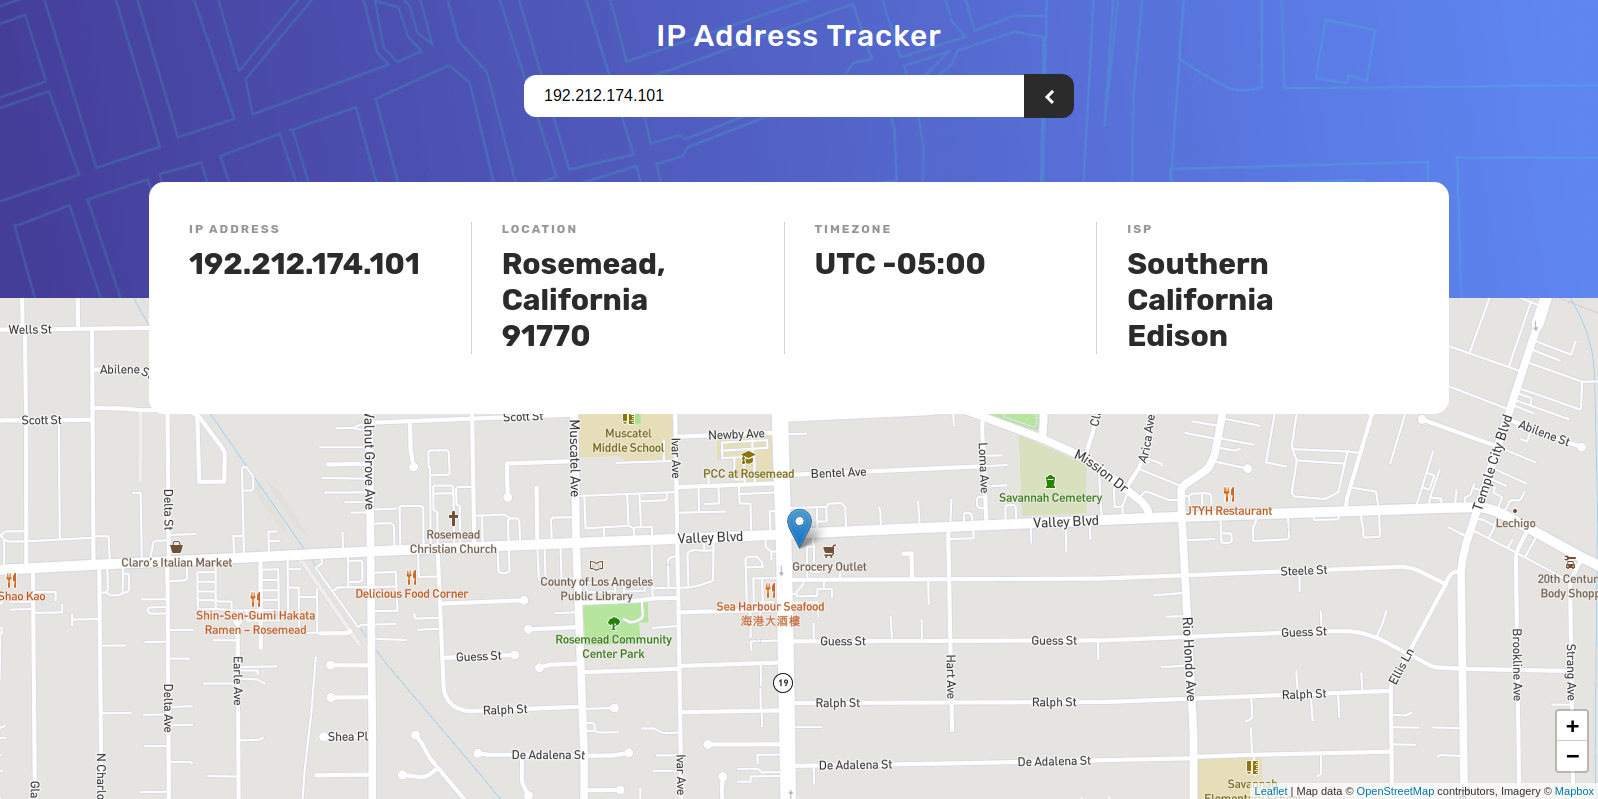 IP Address Tracker
192.212.174.101
IP ADDRESS
192.212.174.101
LOCATION
Rosemead,
California
91770
TIMEZONE
UTC -05:00
ISP
Southern
California
Edison
Wells St
Abilene
Scott St
Scott St
Walnut Grove Ave
Muscatel Ave
Muscatel
Middle School
Ivar Ave
Newby Ave
PCC at Rosemead
Bentel Ave
Loma Ave
Mission Dr
Arica Ave
Savannah Cemetery
Valley Blvd
JTYH Restaurant
Temple City Blvd
Abilene St
Lechigo
Delta St
Rosemead
Christian Church
Valley Blvd
Claro's Italian Market
Grocery Outlet
Steele St
20th Centur
Body Shop
Shao Kao
Delicious Food Corner
County of Los Angeles
Public Library
Sea Harbour Seafood
海港大酒樓
Shin-Sen-Gumi Hakata
Ramen – Rosemead
Rosemead Community
Center Park
Guess St
Guess St
Guess St
Guess St
Rio Hondo Ave
Brookline Ave
Strang Ave
Ellis Ln
Hart Ave
Earle Ave
Delta Ave
19
Ralph St
Ralph St
Ralph St
Ralph St
Shea Pl
De Adalena St
De Adalena St
De Adalena St
Ivar Ave
N Charlo
Gla
Savannah
Elementary School
+
−
Leaflet | Map data © OpenStreetMap contributors, Imagery © Mapbox